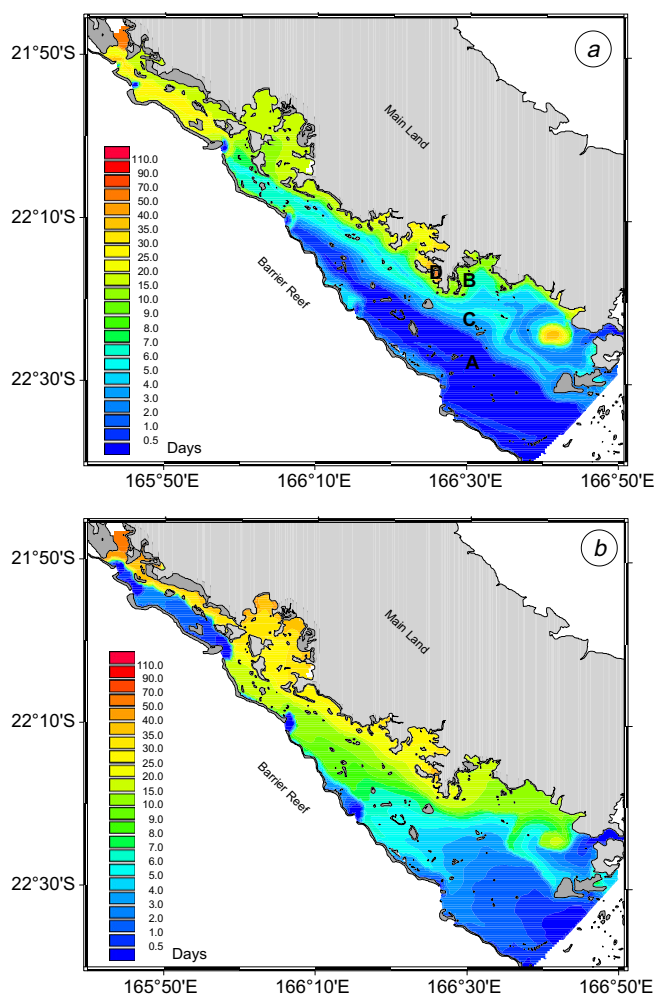 a
21°50'S
Main Land
110.0
90.0
70.0
50.0
40.0
35.0
30.0
25.0
20.0
15.0
10.0
9.0
8.0
7.0
6.0
5.0
4.0
3.0
2.0
1.0
0.5
Days
22°10'S
Barrier Reef
D
B
C
A
22°30'S
165°50'E
166°10'E
166°30'E
166°50'E
b
21°50'S
Main Land
110.0
90.0
70.0
50.0
40.0
35.0
30.0
25.0
20.0
15.0
10.0
9.0
8.0
7.0
6.0
5.0
4.0
3.0
2.0
1.0
0.5
Days
22°10'S
Barrier Reef
22°30'S
165°50'E
166°10'E
166°30'E
166°50'E